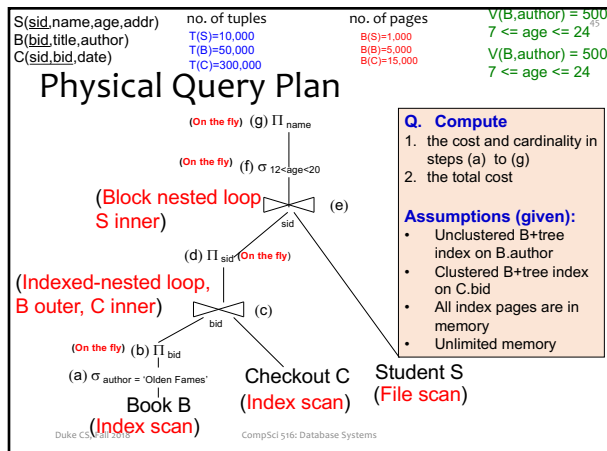 S(sid,name,age,addr)
B(bid,title,author)
C(sid,bid,date)
no. of tuples
T(S)=10,000
T(B)=50,000
T(C)=300,000
no. of pages
B(S)=1,000
B(B)=5,000
B(C)=15,000
V(B,author) = 500
7 <= age <= 24
45
V(B,author) = 500
7 <= age <= 24
Physical Query Plan
(On the fly) (g) Π name
(On the fly) (f) σ 12<age<20
(Block nested loop
S inner)
(e)
sid
(d) Π sid (On the fly)
(Indexed-nested loop,
B outer, C inner)
(c)
bid
(On the fly) (b) Π bid
(a) σ author = 'Olden Fames'
Book B
(Index scan)
Checkout C
(Index scan)
Student S
(File scan)
Q. Compute
1. the cost and cardinality in
steps (a) to (g)
2. the total cost
Assumptions (given):
• Unclustered B+tree
index on B.author
• Clustered B+tree index
on C.bid
• All index pages are in
memory
• Unlimited memory
Duke CS, Fall 2018
CompSci 516: Database Systems